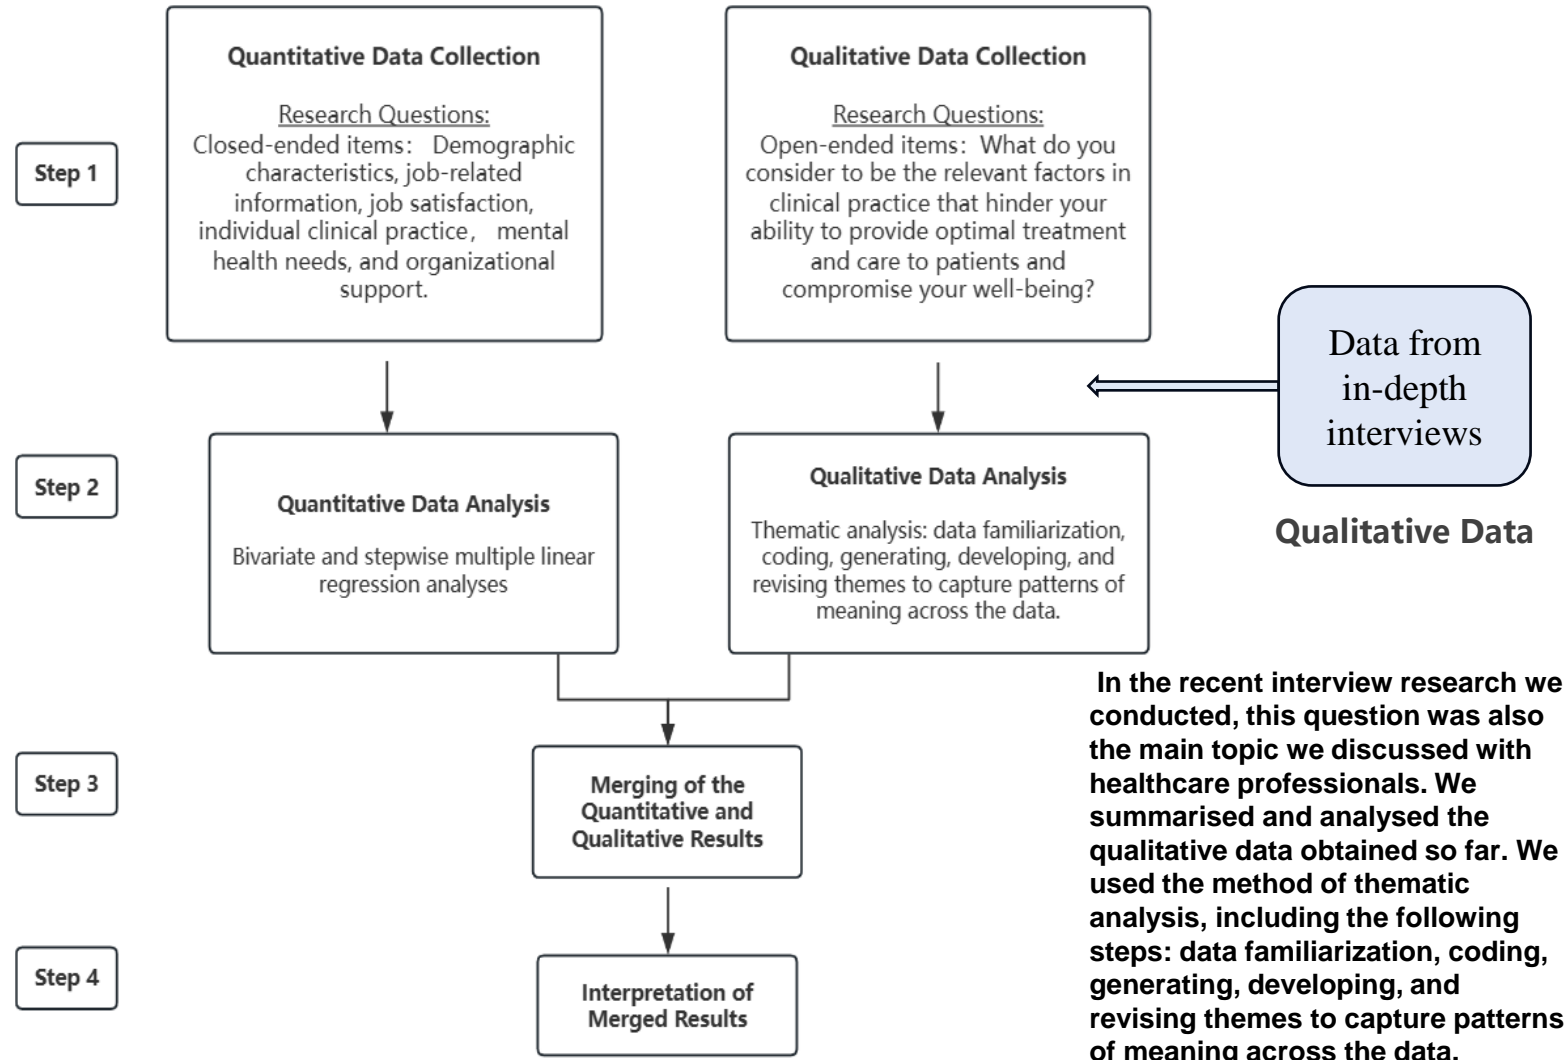 Step 1
Quantitative Data Collection
Research Questions:
Closed-ended items: Demographic
characteristics, job-related
information, job satisfaction,
individual clinical practice, mental
health needs, and organizational
support.
Qualitative Data Collection
Research Questions:
Open-ended items: What do you
consider to be the relevant factors in
clinical practice that hinder your
ability to provide optimal treatment
and care to patients and
compromise your well-being?
Data from
in-depth
interviews
Qualitative Data
Step 2
Quantitative Data Analysis
Bivariate and stepwise multiple linear
regression analyses
Qualitative Data Analysis
Thematic analysis: data familiarization,
coding, generating, developing, and
revising themes to capture patterns of
meaning across the data.
Step 3
Merging of the
Quantitative and
Qualitative Results
Step 4
Interpretation of
Merged Results
In the recent interview research we
conducted, this question was also
the main topic we discussed with
healthcare professionals. We
summarised and analysed the
qualitative data obtained so far. We
used the method of thematic
analysis, including the following
steps: data familiarization, coding,
generating, developing, and
revising themes to capture patterns
of meaning across the data.